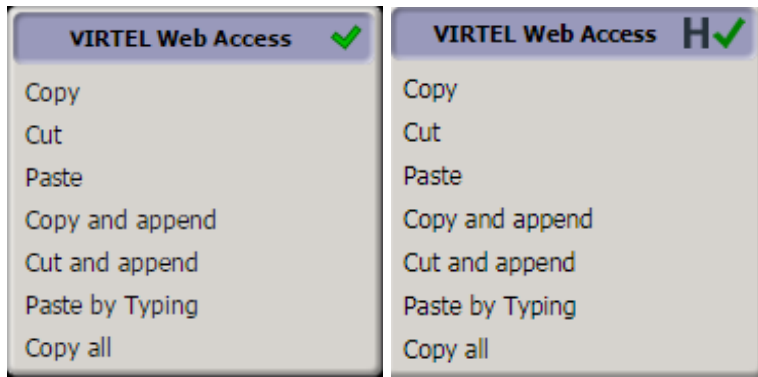 VIRTEL Web Access
Copy
Cut
Paste
Copy and append
Cut and append
Paste by Typing
Copy all
VIRTEL Web Access H
Copy
Cut
Paste
Copy and append
Cut and append
Paste by Typing
Copy all